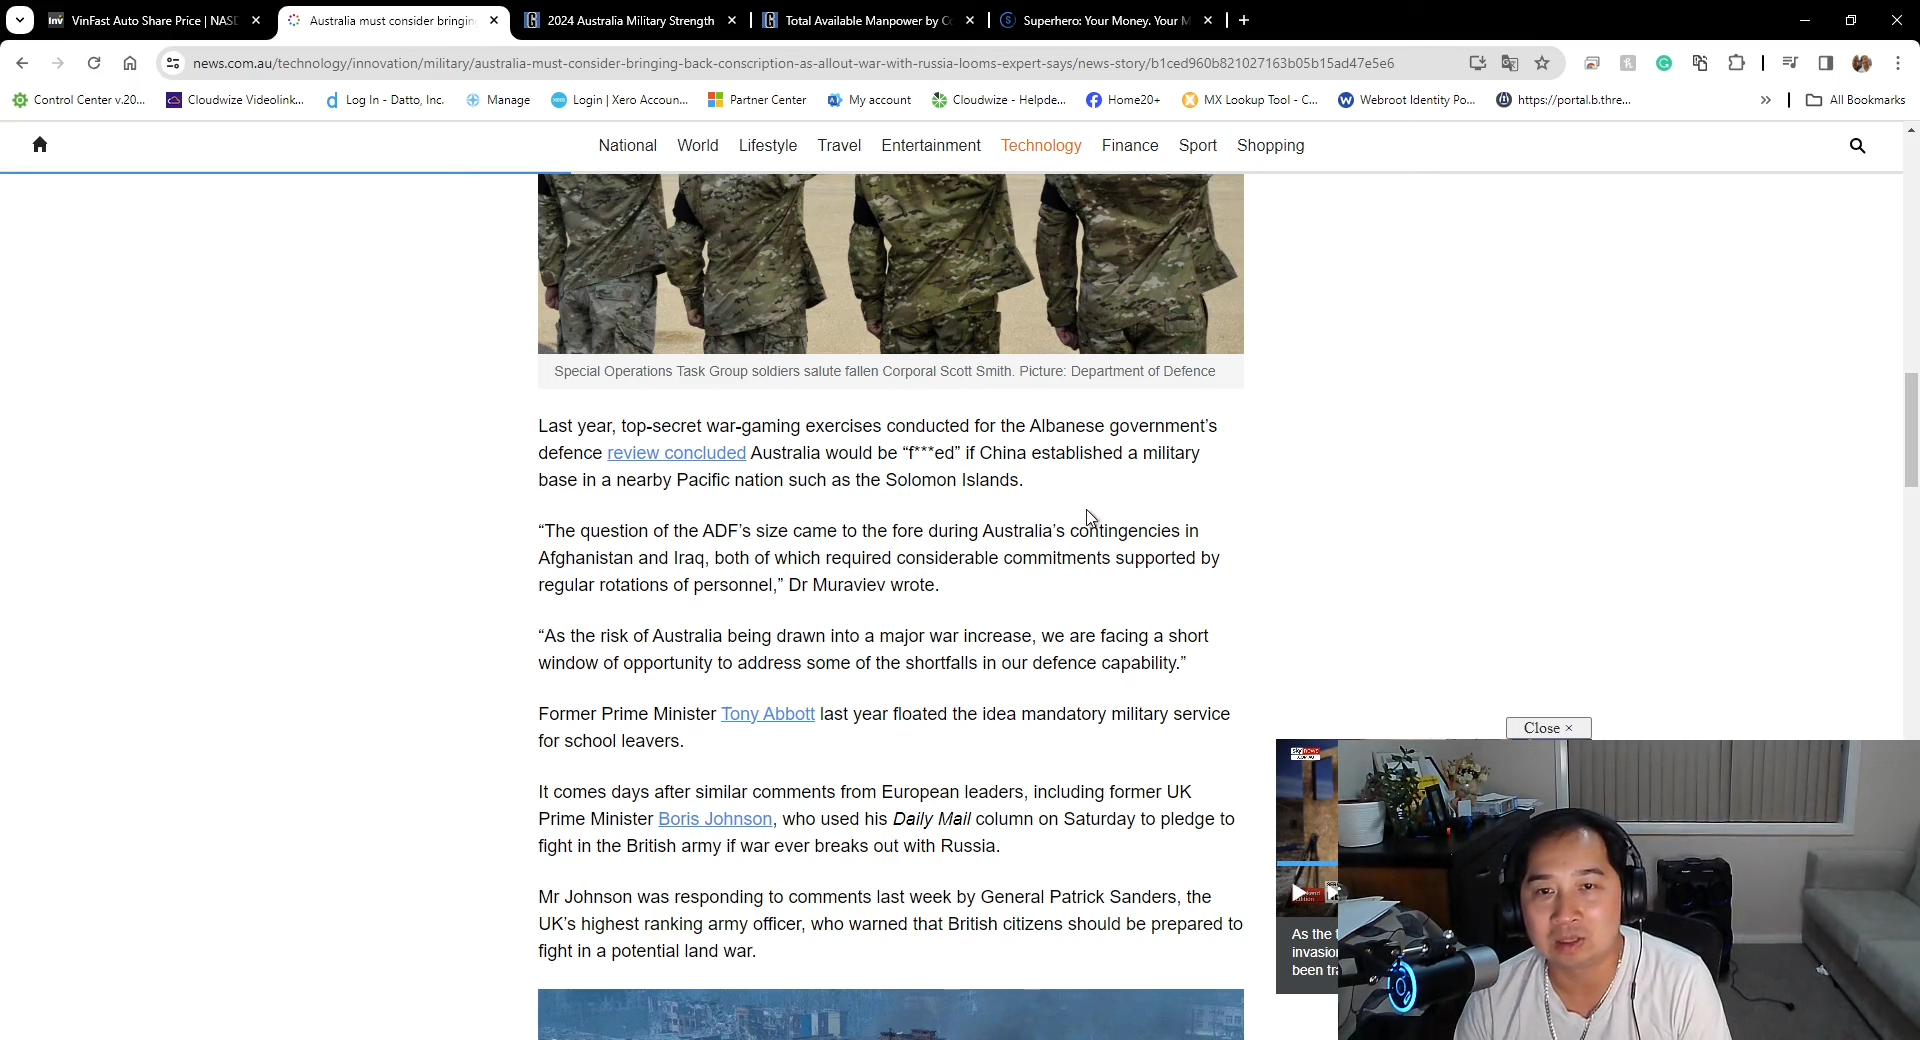 VinFast Auto Share Price | NASD
Australia must consider bringing
2024 Australia Military Strength
Total Available Manpower by Co
Superhero: Your Money. Your M
news.com.au/technology/innovation/military/australia-must-consider-bringing-back-conscription-as-allout-war-with-russia-looms-expert-says/news-story/b1ced960b821027163b05b15ad47e5e6
Control Center v.20...
Cloudwize Videolink...
Log In - Datto, Inc.
Manage
Login | Xero Accoun...
Partner Center
My account
Cloudwize - Helpde...
Home20+
MX Lookup Tool - C...
Webroot Identity Po...
https://portal.b.thre...
All Bookmarks
National World Lifestyle Travel Entertainment Technology Finance Sport Shopping
Special Operations Task Group soldiers salute fallen Corporal Scott Smith. Picture: Department of Defence
Last year, top-secret war-gaming exercises conducted for the Albanese government’s
defence review concluded Australia would be “f***ed” if China established a military
base in a nearby Pacific nation such as the Solomon Islands.
“The question of the ADF’s size came to the fore during Australia’s contingencies in
Afghanistan and Iraq, both of which required considerable commitments supported by
regular rotations of personnel,” Dr Muraviev wrote.
“As the risk of Australia being drawn into a major war increase, we are facing a short
window of opportunity to address some of the shortfalls in our defence capability.”
Former Prime Minister Tony Abbott last year floated the idea mandatory military service
for school leavers.
It comes days after similar comments from European leaders, including former UK
Prime Minister Boris Johnson, who used his Daily Mail column on Saturday to pledge to
fight in the British army if war ever breaks out with Russia.
Mr Johnson was responding to comments last week by General Patrick Sanders, the
UK’s highest ranking army officer, who warned that British citizens should be prepared to
fight in a potential land war.
Close ×
sky news
As the t
invasion
been tra